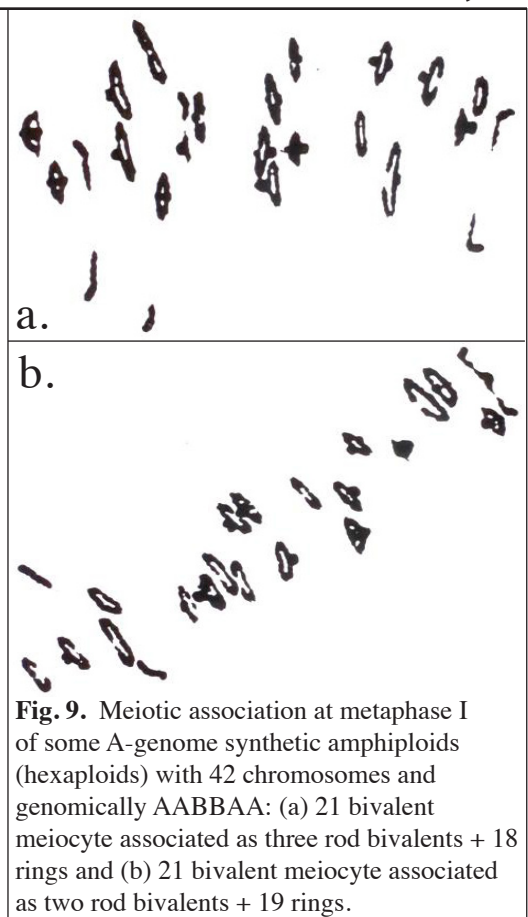 a.
b.
Fig. 9. Meiotic association at metaphase I
of some A-genome synthetic amphiploids
(hexaploids) with 42 chromosomes and
genomically AABBAA: (a) 21 bivalent
meiocyte associated as three rod bivalents + 18
rings and (b) 21 bivalent meiocyte associated
as two rod bivalents + 19 rings.